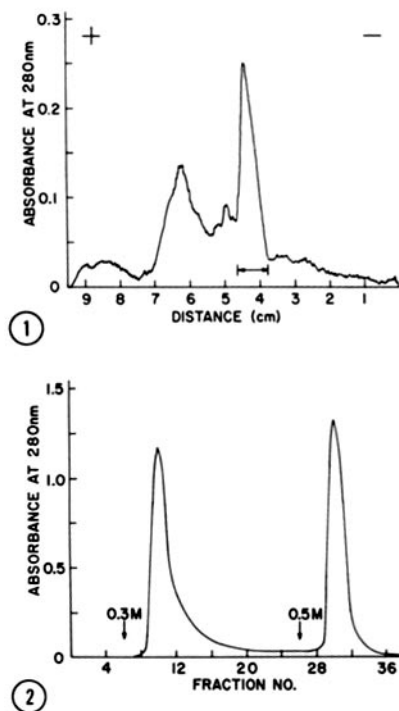 0.3
+
−
ABSORBANCE AT 280nm
0.2
0.1
0
9 8 7 6 5 4 3 2 1
DISTANCE (cm)
1
1.5
ABSORBANCE AT 280nm
1.0
0.5
0.3M
0.5M
0
4 12 20 28 36
FRACTION NO.
2